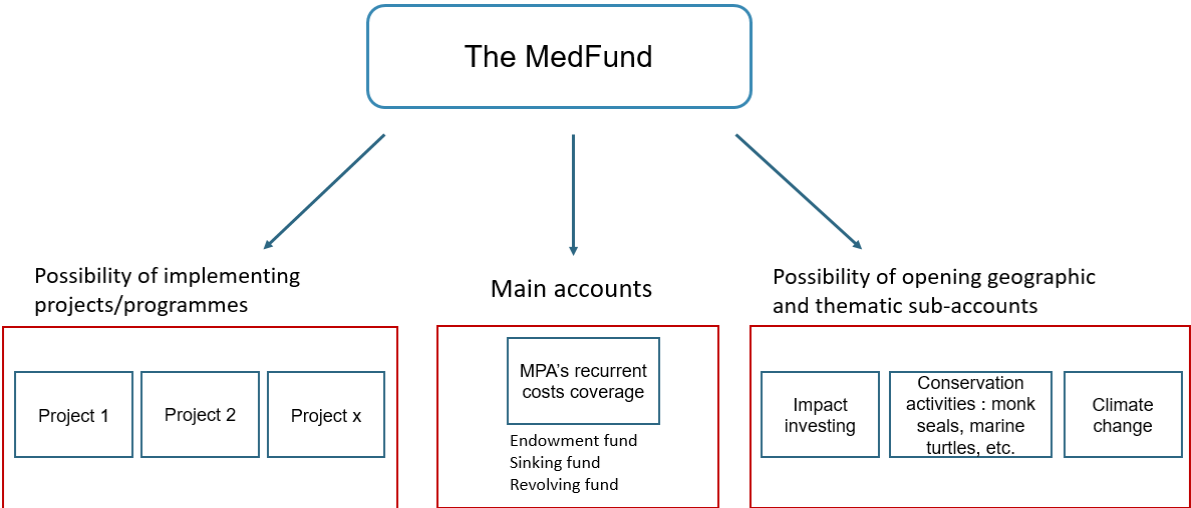 The MedFund
Possibility of implementing
projects/programmes
Main accounts
Possibility of opening geographic
and thematic sub-accounts
Project 1
Project 2
Project x
MPA's recurrent
costs coverage
Endowment fund
Sinking fund
Revolving fund
Impact
investing
Conservation
activities : monk
seals, marine
turtles, etc.
Climate
change